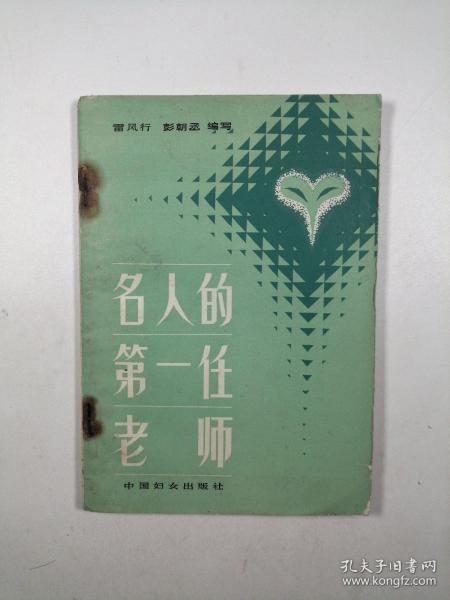 雷风行 彭朝丞 编写
名人的
第一任
老师
中国妇女出版社
孔夫子旧书网
www.kongfz.com